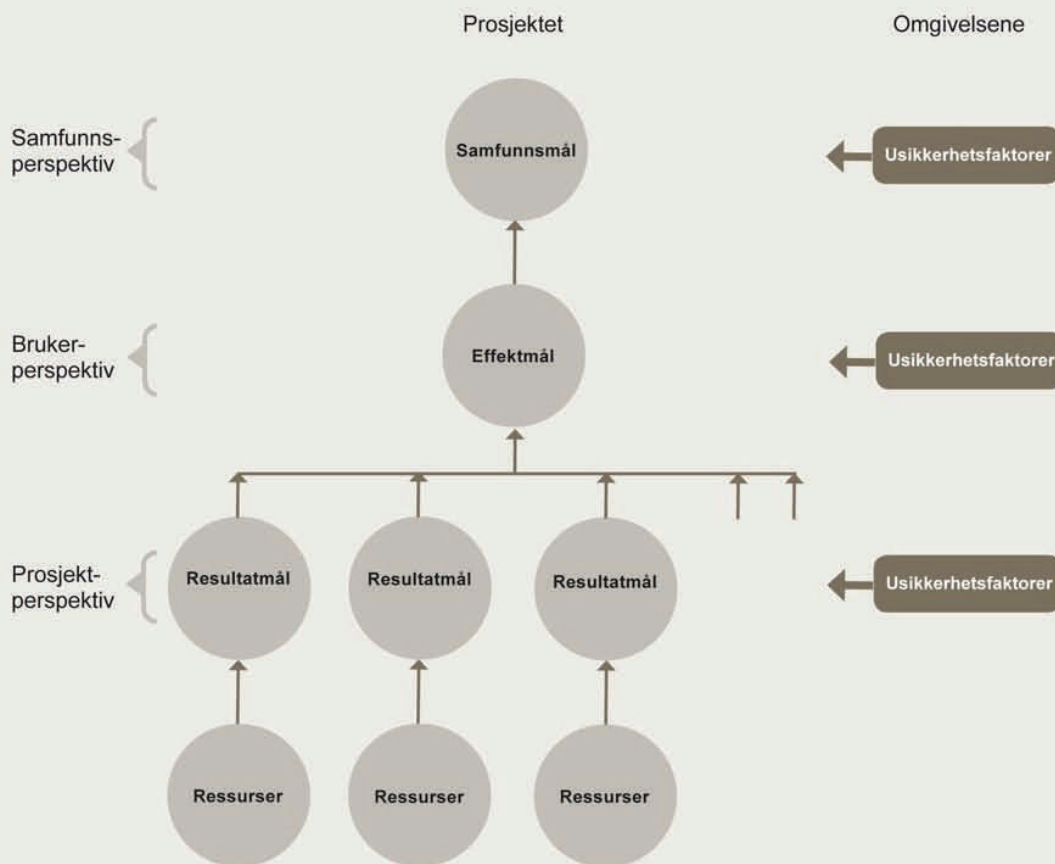 Prosjektet
Omgivelsene
Samfunns-
perspektiv
Samfunnsmål
Usikkerhetsfaktorer
Bruker-
perspektiv
Effektmål
Usikkerhetsfaktorer
Prosjekt-
perspektiv
Resultatmål
Resultatmål
Resultatmål
Usikkerhetsfaktorer
Ressurser
Ressurser
Ressurser